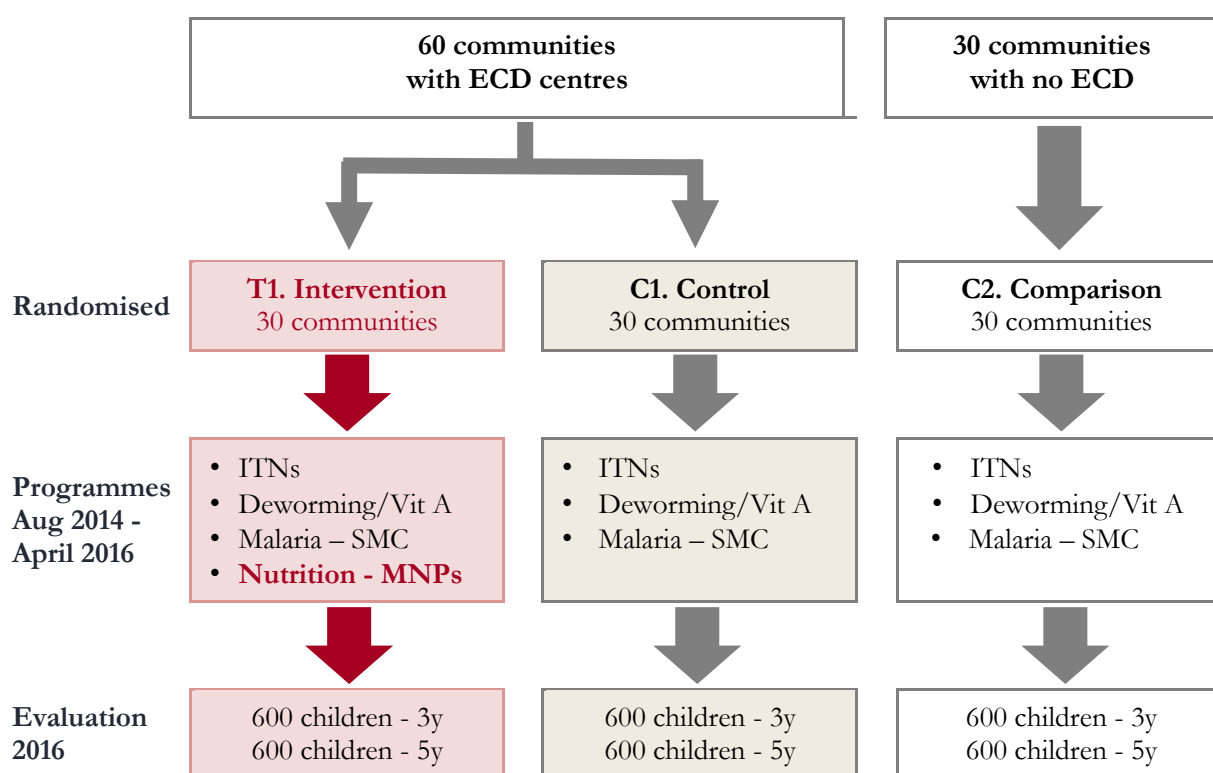 60 communities
with ECD centres
30 communities
with no ECD
Randomised
T1. Intervention
30 communities
C1. Control
30 communities
C2. Comparison
30 communities
Programmes
Aug 2014 -
April 2016
• ITNs
• Deworming/Vit A
• Malaria – SMC
• Nutrition - MNPs
• ITNs
• Deworming/Vit A
• Malaria – SMC
• ITNs
• Deworming/Vit A
• Malaria – SMC
Evaluation
2016
600 children - 3y
600 children - 5y
600 children - 3y
600 children - 5y
600 children - 3y
600 children - 5y